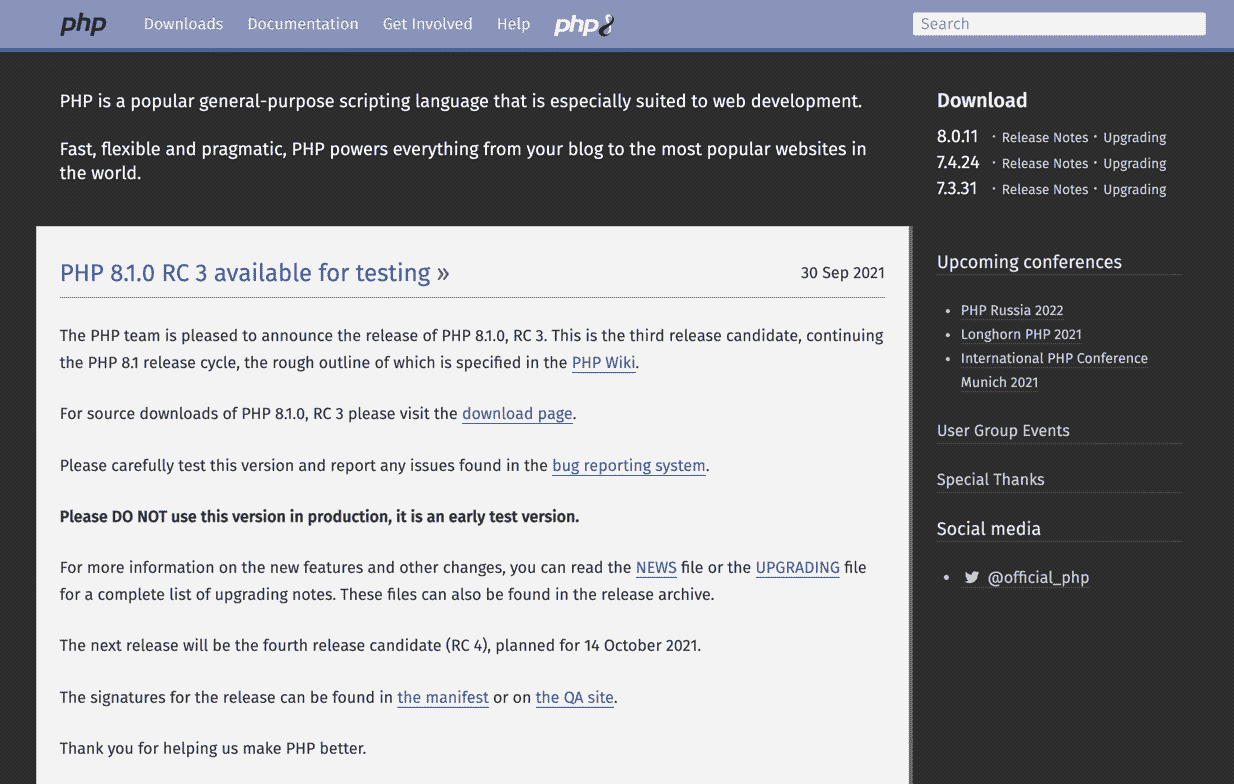 php Downloads Documentation Get Involved Help php8 Search
PHP is a popular general-purpose scripting language that is especially suited to web development.
Fast, flexible and pragmatic, PHP powers everything from your blog to the most popular websites in
the world.
Download
8.0.11 · Release Notes · Upgrading
7.4.24 · Release Notes · Upgrading
7.3.31 · Release Notes · Upgrading
PHP 8.1.0 RC 3 available for testing » 30 Sep 2021
The PHP team is pleased to announce the release of PHP 8.1.0, RC 3. This is the third release candidate, continuing
the PHP 8.1 release cycle, the rough outline of which is specified in the PHP Wiki.
For source downloads of PHP 8.1.0, RC 3 please visit the download page.
Please carefully test this version and report any issues found in the bug reporting system.
Please DO NOT use this version in production, it is an early test version.
For more information on the new features and other changes, you can read the NEWS file or the UPGRADING file
for a complete list of upgrading notes. These files can also be found in the release archive.
The next release will be the fourth release candidate (RC 4), planned for 14 October 2021.
The signatures for the release can be found in the manifest or on the QA site.
Thank you for helping us make PHP better.
Upcoming conferences
• PHP Russia 2022
• Longhorn PHP 2021
• International PHP Conference
Munich 2021
User Group Events
Special Thanks
Social media
• @official_php